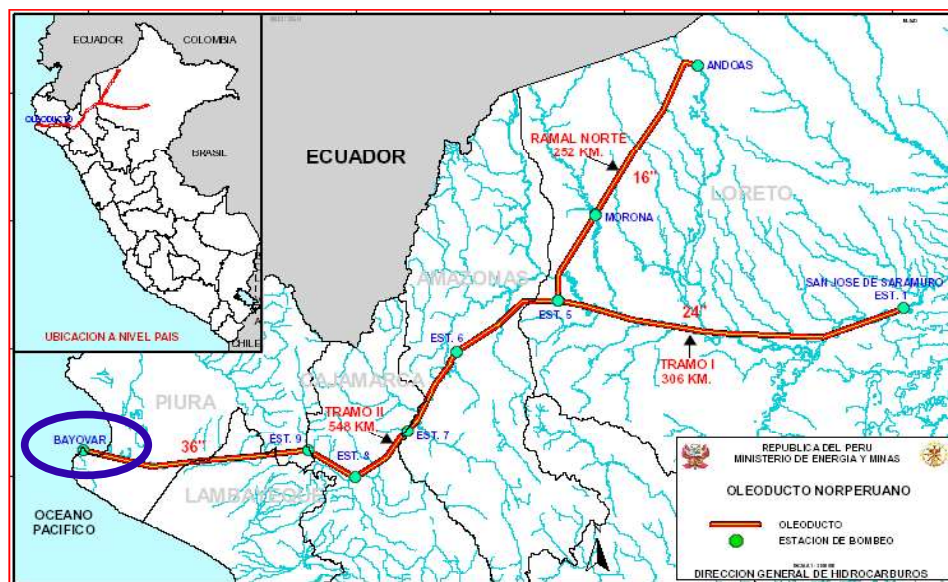 ECUADOR
COLOMBIA
OLEODUCTO
BRASIL
UBICACION A NIVEL PAIS
CHILE
ECUADOR
ANDOAS
RAMAL NORTE
252 KM.
16"
LORETO
MORONA
AMAZONAS
SAN JOSE DE SARAMURO
EST. 1
EST. 5
24"
TRAMO I
306 KM.
EST. 6
CAJAMARCA
PIURA
TRAMO II
548 KM
EST. 7
BAYOVAR
36"
EST. 9
EST. 8
LAMBAYEQUE
OCEANO
PACIFICO
REPUBLICA DEL PERU
MINISTERIO DE ENERGIA Y MINAS
OLEODUCTO NORPERUANO
OLEODUCTO
ESTACION DE BOMBEO
DIRECCION GENERAL DE HIDROCARBUROS